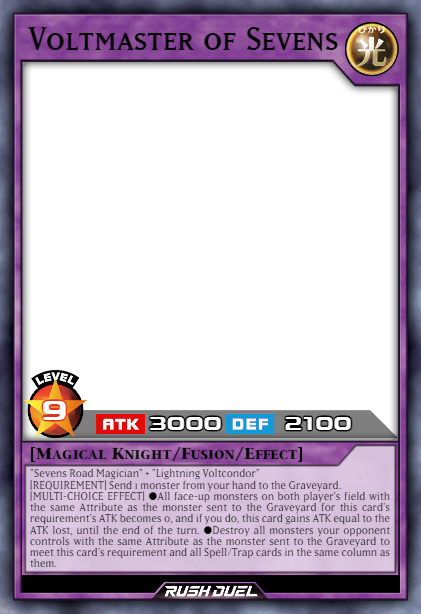 Voltmaster of Sevens
ひかり
光
LEVEL
9
ATK 3000 DEF 2100
[Magical Knight/Fusion/Effect]
"Sevens Road Magician" + "Lightning Voltcondor"
[REQUIREMENT] Send 1 monster from your hand to the Graveyard.
[MULTI-CHOICE EFFECT] ●All face-up monsters on both player's field with
the same Attribute as the monster sent to the Graveyard for this card's
requirement's ATK becomes 0, and if you do, this card gains ATK equal to the
ATK lost, until the end of the turn. ●Destroy all monsters your opponent
controls with the same Attribute as the monster sent to the Graveyard to
meet this card's requirement and all Spell/Trap cards in the same column as
them.
RUSH DUEL